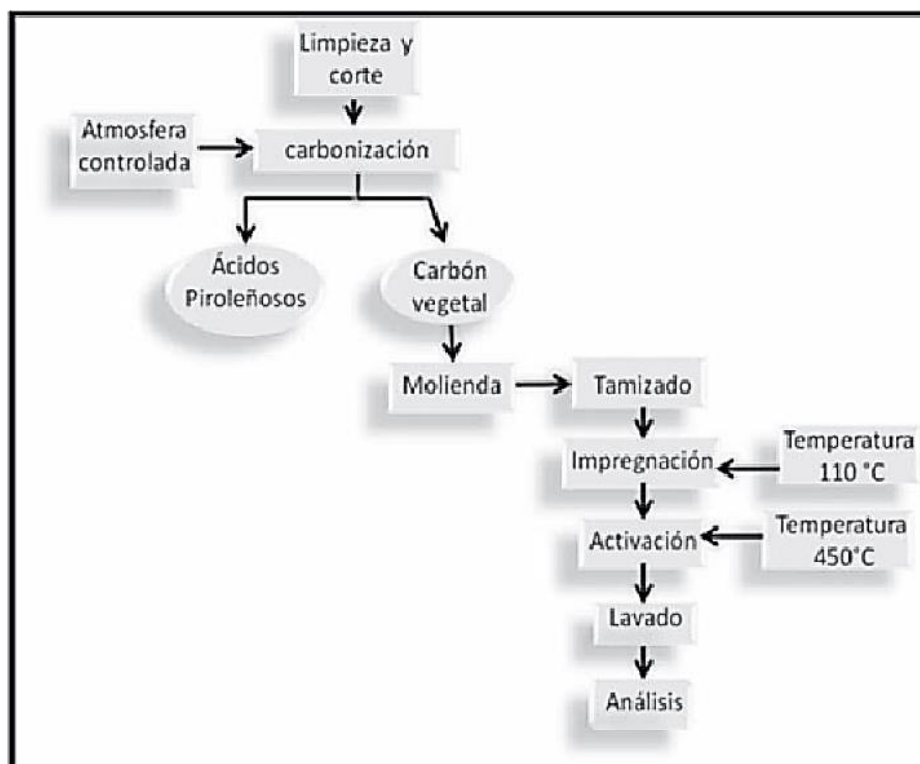 Limpieza y
corte
Atmosfera
controlada
carbonización
Ácidos
Piroleñosos
Carbón
vegetal
Molienda
Tamizado
Impregnación
Temperatura
110 °C
Activación
Temperatura
450°C
Lavado
Análisis